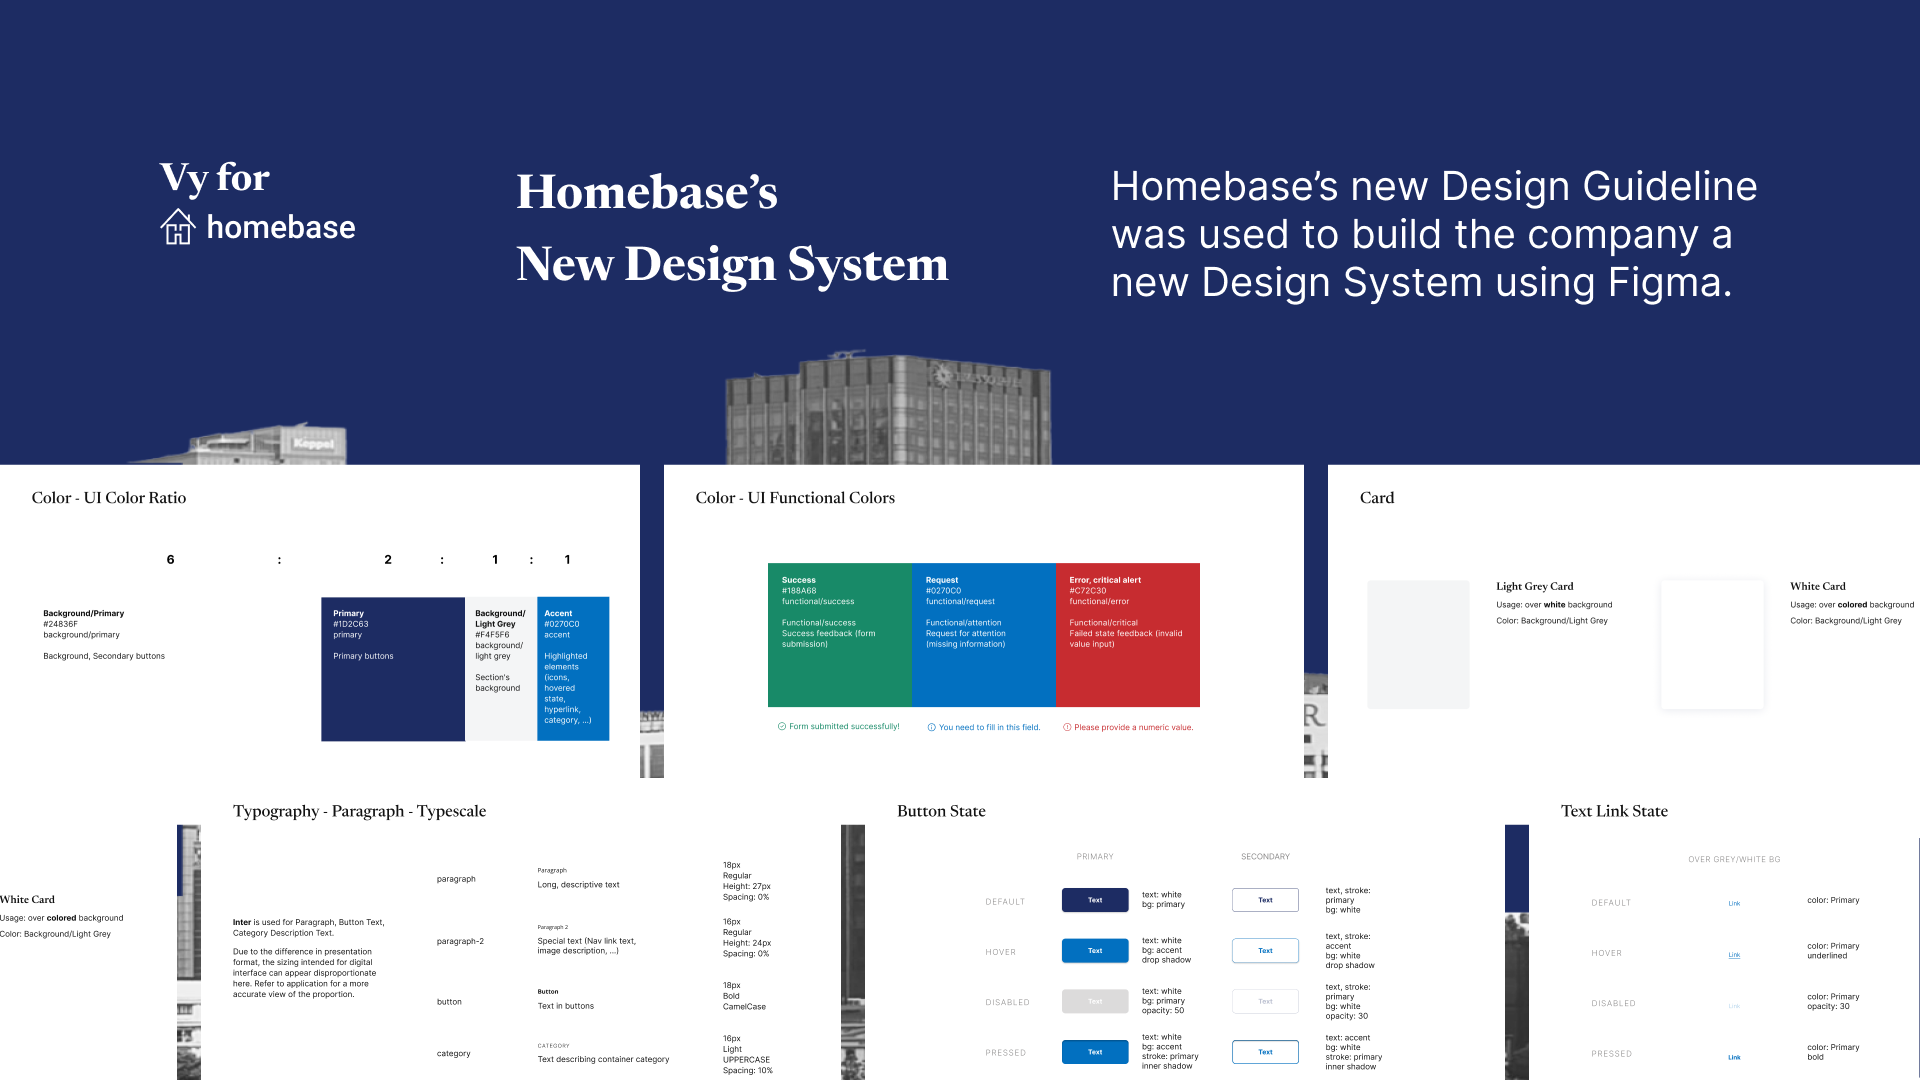 Vy for
homebase
Homebase’s
New Design System
Homebase’s new Design Guideline
was used to build the company a
new Design System using Figma.
Keppel
Color - UI Color Ratio
6 : 2 : 1 : 1
Background/Primary
#24836F
background/primary
Background, Secondary buttons
Primary
#1D2C63
primary
Primary buttons
Background/
Light Grey
#F4F5F6
background/
light grey
Section's
background
Accent
#0270C0
accent
Highlighted
elements
(icons,
hovered
state,
hyperlink,
category, ...)
Color - UI Functional Colors
Success
#188A68
functional/success
Functional/success
Success feedback (form
submission)
Request
#0270C0
functional/request
Functional/attention
Request for attention
(missing information)
Error, critical alert
#C72C30
functional/error
Functional/critical
Failed state feedback (invalid
value input)
Form submitted successfully!
You need to fill in this field.
Please provide a numeric value.
R
Card
Light Grey Card
Usage: over white background
Color: Background/Light Grey
White Card
Usage: over colored background
Color: Background/Light Grey
White Card
Usage: over colored background
Color: Background/Light Grey
Typography - Paragraph - Typescale
Inter is used for Paragraph, Button Text,
Category Description Text.
Due to the difference in presentation
format, the sizing intended for digital
interface can appear disproportionate
here. Refer to application for a more
accurate view of the proportion.
paragraph
Paragraph
Long, descriptive text
18px
Regular
Height: 27px
Spacing: 0%
paragraph-2
Paragraph 2
Special text (Nav link text,
image description, ...)
16px
Regular
Height: 24px
Spacing: 0%
button
Button
Text in buttons
18px
Bold
CamelCase
category
CATEGORY
Text describing container category
16px
Light
UPPERCASE
Spacing: 10%
Button State
PRIMARY
SECONDARY
DEFAULT
Text
text: white
bg: primary
Text
text, stroke:
primary
bg: white
HOVER
Text
text: white
bg: accent
drop shadow
Text
text, stroke:
accent
bg: white
drop shadow
DISABLED
Text
text: white
bg: primary
opacity: 50
Text
text, stroke:
primary
bg: white
opacity: 30
PRESSED
Text
text: white
bg: accent
stroke: primary
inner shadow
Text
text: accent
bg: white
stroke: primary
inner shadow
Text Link State
OVER GREY/WHITE BG
DEFAULT
Link
color: Primary
HOVER
Link
color: Primary
underlined
DISABLED
Link
color: Primary
opacity: 30
PRESSED
Link
color: Primary
bold